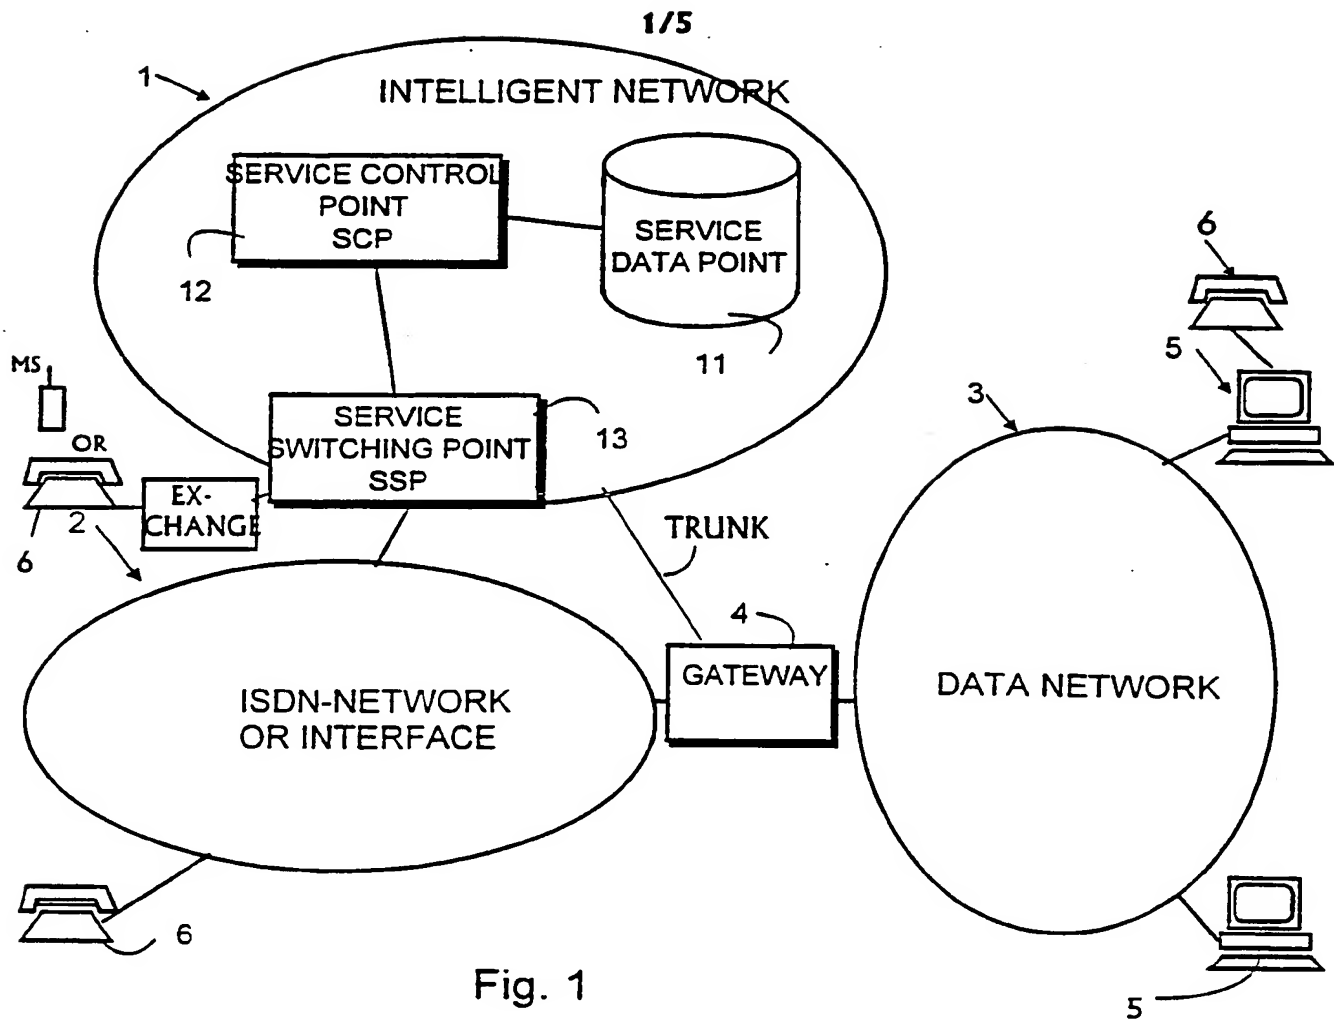 1/5
1
INTELLIGENT NETWORK
SERVICE CONTROL
POINT
SCP
SERVICE
DATA POINT
12
11
6
5
MS
OR
SERVICE
SWITCHING POINT
SSP
13
3
EX-
CHANGE
2
6
TRUNK
4
GATEWAY
ISDN-NETWORK
OR INTERFACE
DATA NETWORK
6
5
Fig. 1